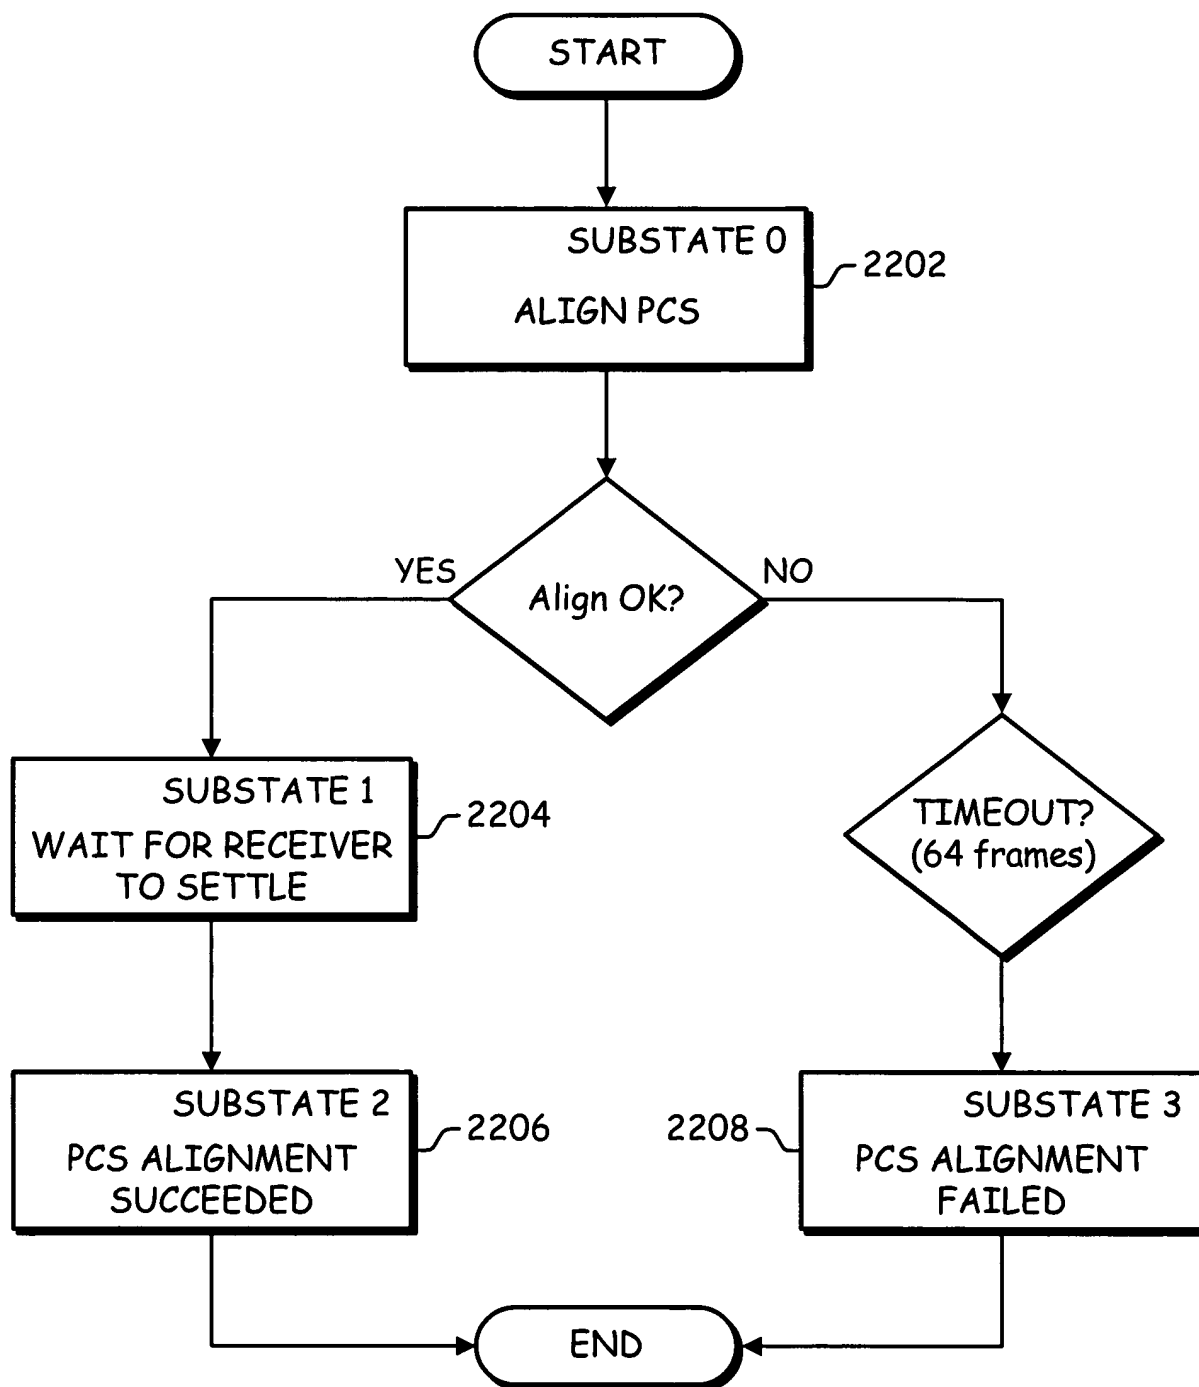 START
SUBSTATE 0
ALIGN PCS
2202
Align OK?
YES
NO
SUBSTATE 1
WAIT FOR RECEIVER
TO SETTLE
2204
TIMEOUT?
(64 frames)
SUBSTATE 2
PCS ALIGNMENT
SUCCEEDED
2206
2208
SUBSTATE 3
PCS ALIGNMENT
FAILED
END